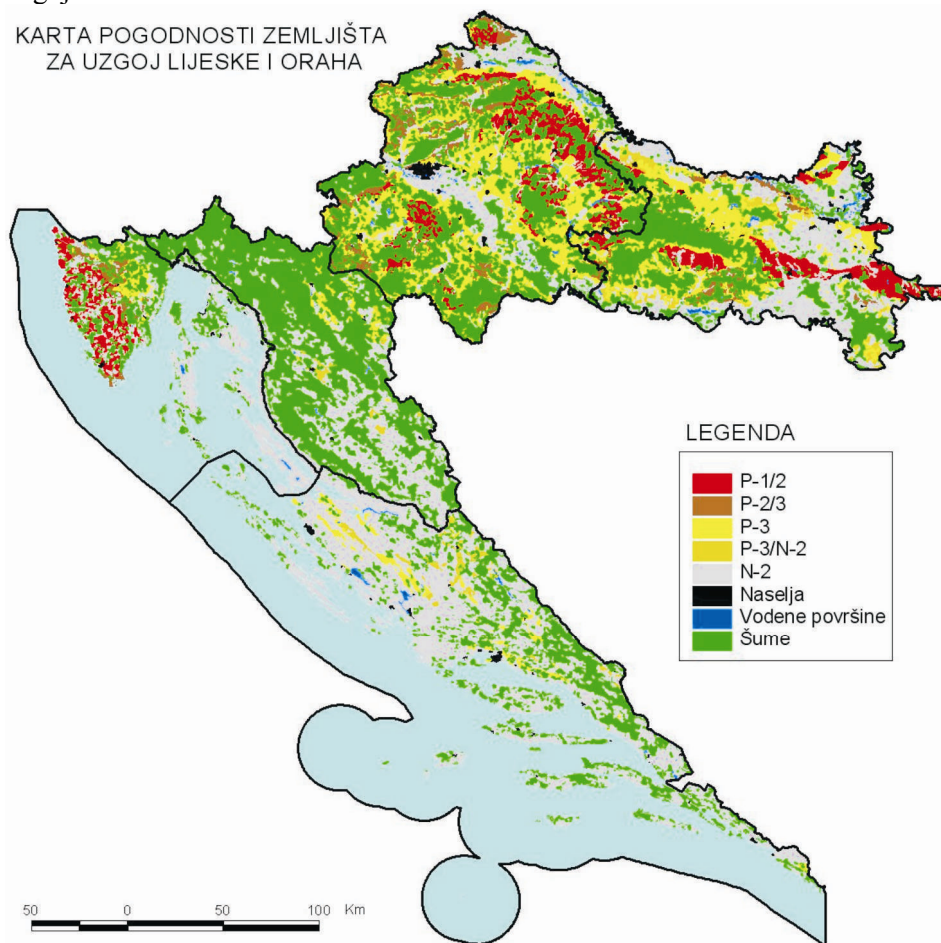 KARTA POGODNOSTI ZEMLJIŠTA
ZA UZGOJ LIJESKE I ORAHA
LEGENDA
P-1/2
P-2/3
P-3
P-3/N-2
N-2
Naselja
Vodene površine
Šume
50 0 50 100 Km